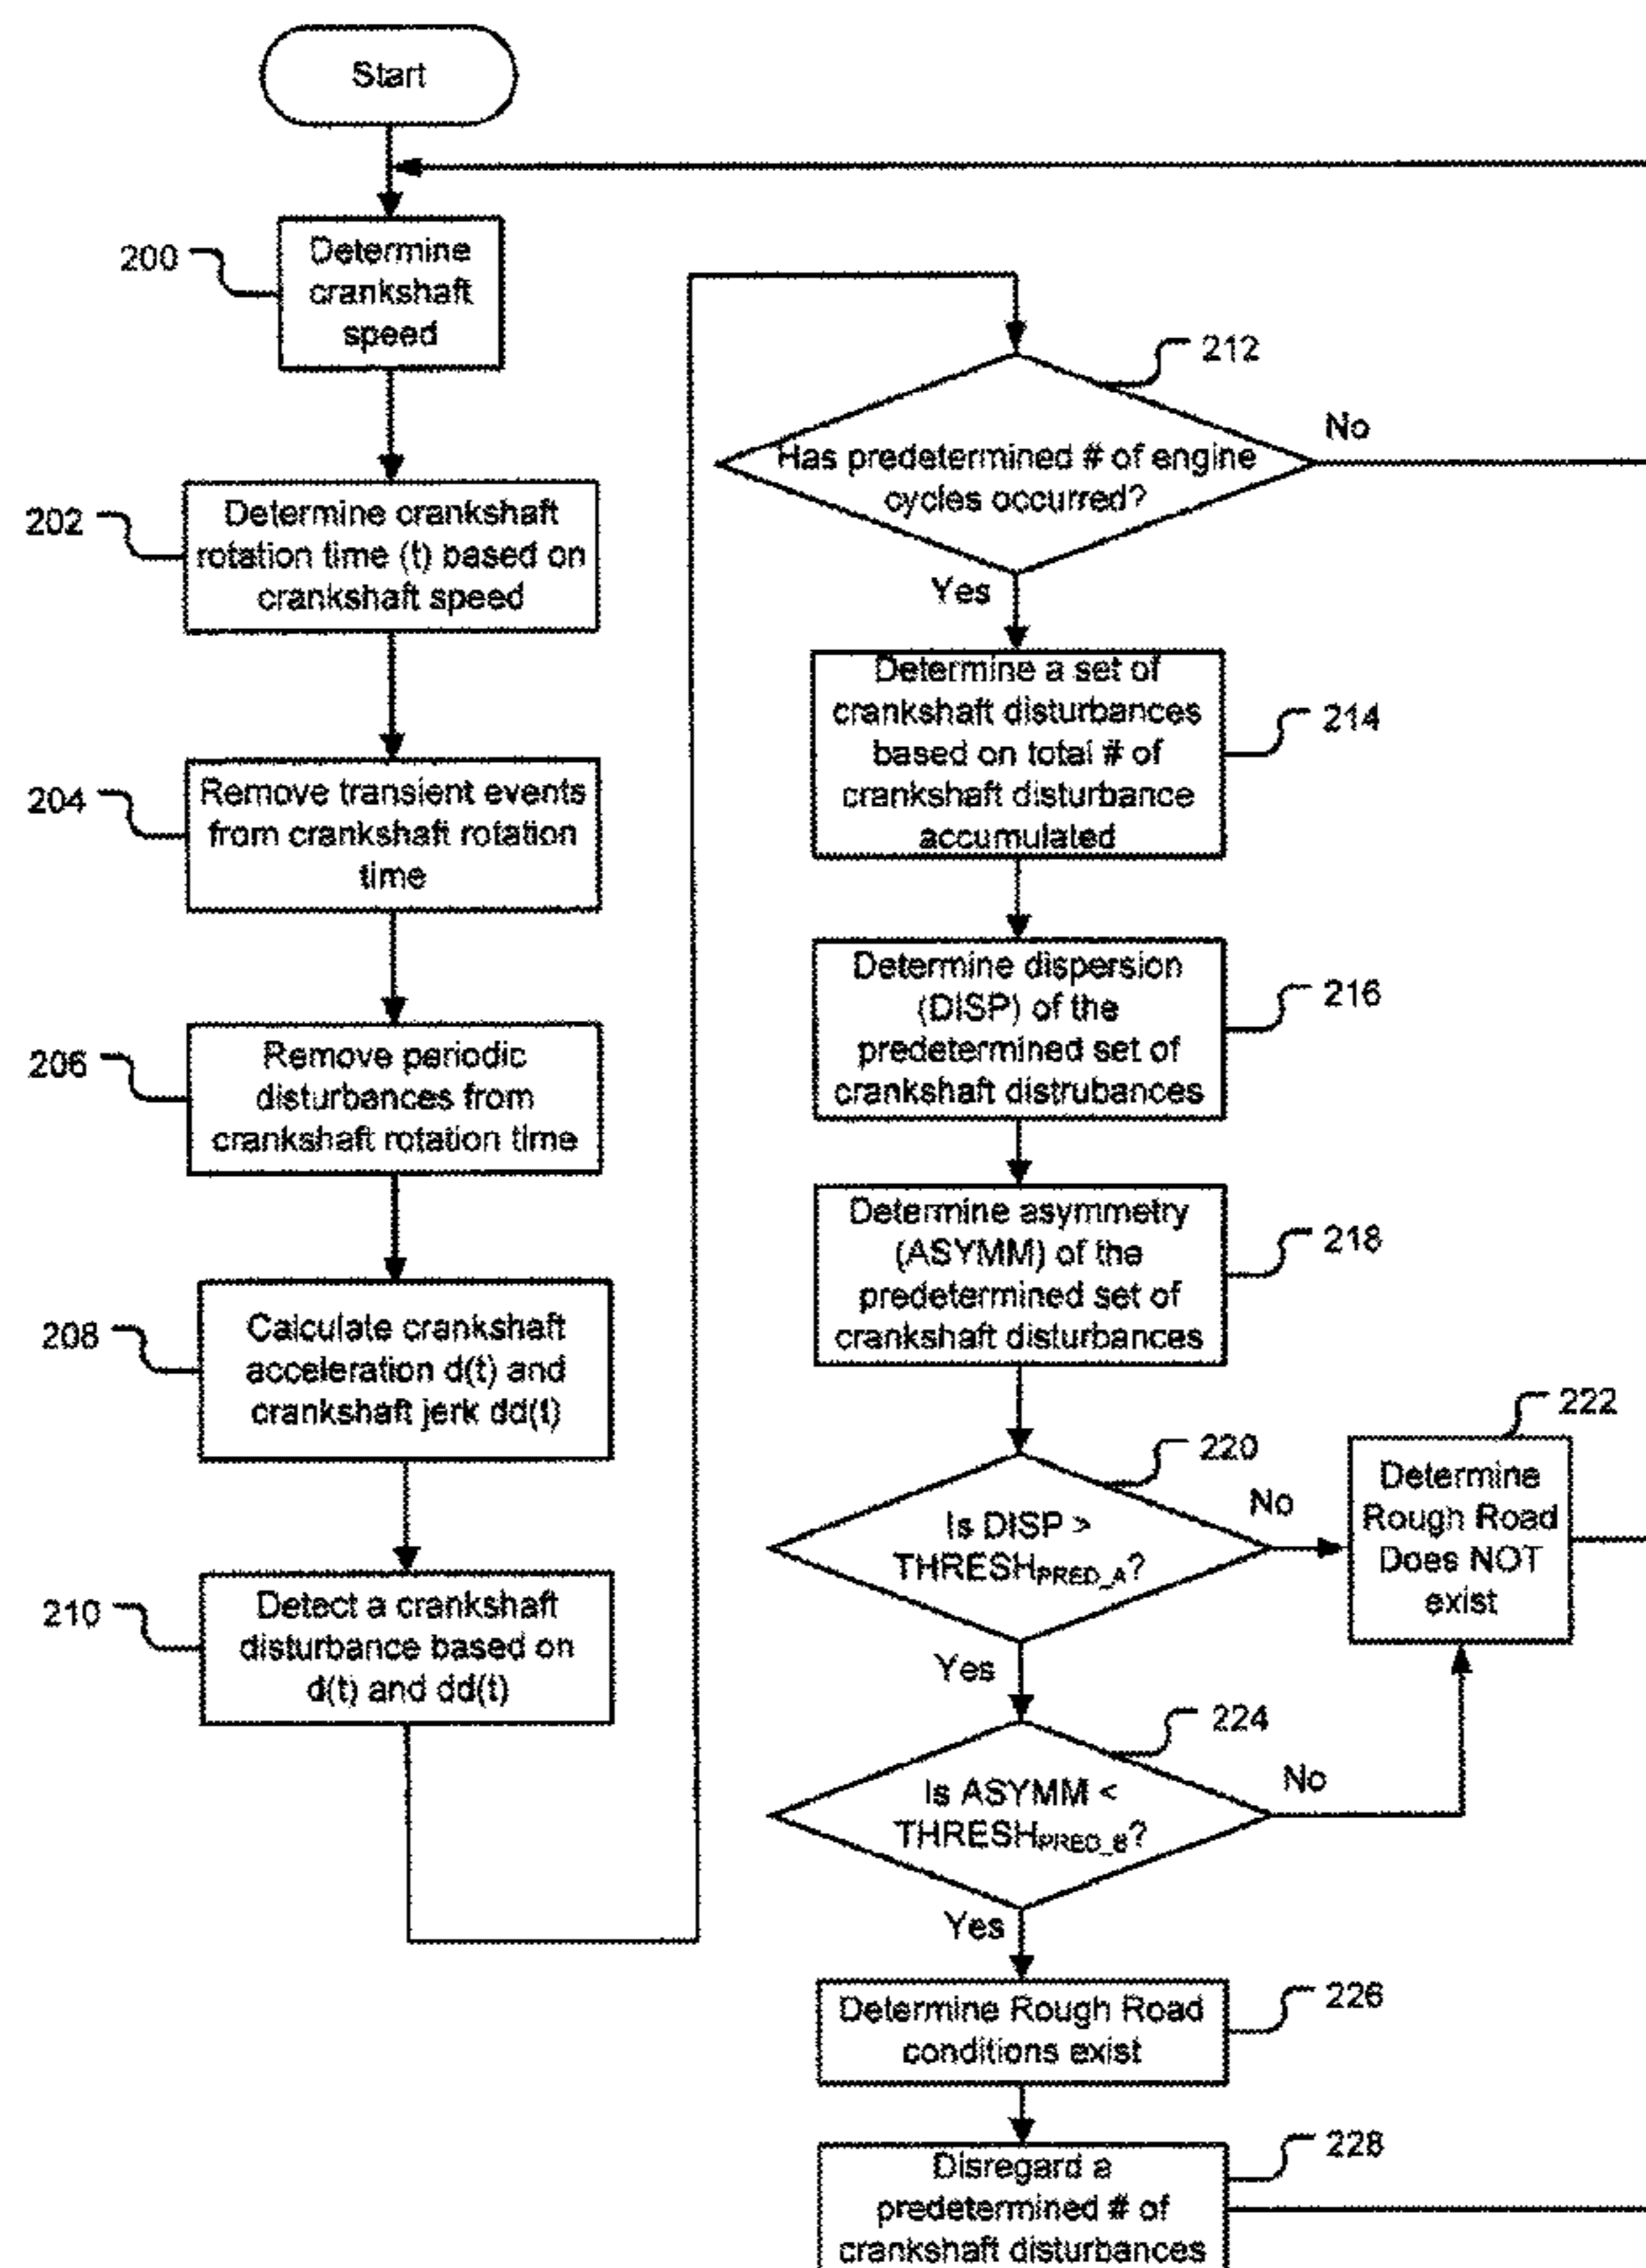 Start
200
Determine
crankshaft
speed
202
Determine crankshaft
rotation time (t) based on
crankshaft speed
204
Remove transient events
from crankshaft rotation
time
206
Remove periodic
disturbances from
crankshaft rotation time
208
Calculate crankshaft
acceleration d(t) and
crankshaft jerk dd(t)
210
Detect a crankshaft
disturbance based on
d(t) and dd(t)
212
Has predetermined # of engine
cycles occurred?
No
Yes
Determine a set of
crankshaft disturbances
based on total # of
crankshaft disturbance
accumulated
214
Determine dispersion
(DISP) of the
predetermined set of
crankshaft distrubances
216
Determine asymmetry
(ASYMM) of the
predetermined set of
crankshaft disturbances
218
220
Is DISP >
THRESHPRED_A?
No
Yes
222
Determine
Rough Road
Does NOT
exist
224
Is ASYMM <
THRESHPRED_B?
No
Yes
Determine Rough Road
conditions exist
226
Disregard a
predetermined # of
crankshaft disturbances
228